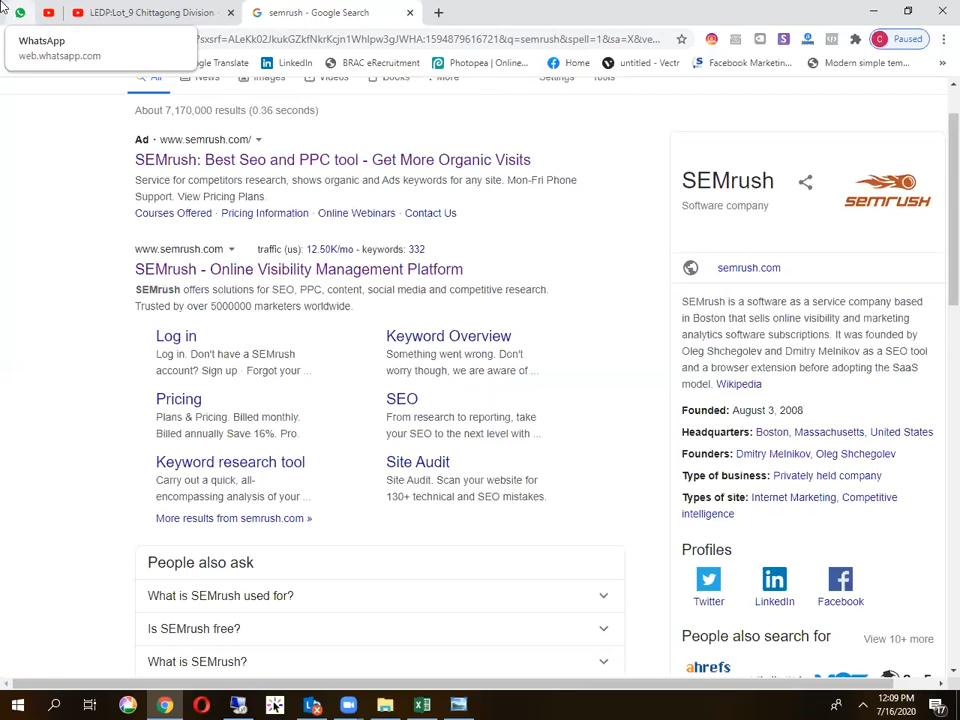 LEDP:Lot_9 Chittagong Division
semrush - Google Search
?sxsrf=ALeKk02JkukGZkfNkrKcjn1Whlpw3gJWHA:1594879616721&q=semrush&spell=1&sa=X&ve...
Paused
WhatsApp
web.whatsapp.com
gle Translate
LinkedIn
BRAC eRecruitment
Photopea | Online...
Home
untitled - Vectr
Facebook Marketing...
Modern simple tem...
»
All
News
Images
Videos
Books
More
Settings
Tools
About 7,170,000 results (0.36 seconds)
Ad · www.semrush.com/
SEMrush: Best Seo and PPC tool - Get More Organic Visits
Service for competitors research, shows organic and Ads keywords for any site. Mon-Fri Phone
Support. View Pricing Plans.
Courses Offered · Pricing Information · Online Webinars · Contact Us
www.semrush.com traffic (us): 12.50K/mo - keywords: 332
SEMrush - Online Visibility Management Platform
SEMrush offers solutions for SEO, PPC, content, social media and competitive research.
Trusted by over 5000000 marketers worldwide.
Log in
Log in. Don't have a SEMrush
account? Sign up · Forgot your ...
Keyword Overview
Something went wrong. Don't
worry though, we are aware of ...
Pricing
Plans & Pricing. Billed monthly.
Billed annually Save 16%. Pro.
SEO
From research to reporting, take
your SEO to the next level with ...
Keyword research tool
Carry out a quick, all-
encompassing analysis of your ...
Site Audit
Site Audit. Scan your website for
130+ technical and SEO mistakes.
More results from semrush.com »
People also ask
What is SEMrush used for?
Is SEMrush free?
What is SEMrush?
SEMrush
Software company
semrush
semrush.com
SEMrush is a software as a service company based
in Boston that sells online visibility and marketing
analytics software subscriptions. It was founded by
Oleg Shchegolev and Dmitry Melnikov as a SEO tool
and a browser extension before adopting the SaaS
model. Wikipedia
Founded: August 3, 2008
Headquarters: Boston, Massachusetts, United States
Founders: Dmitry Melnikov, Oleg Shchegolev
Type of business: Privately held company
Types of site: Internet Marketing, Competitive
intelligence
Profiles
Twitter
LinkedIn
Facebook
People also search for
View 10+ more
ahrefs
12:09 PM
7/16/2020
17